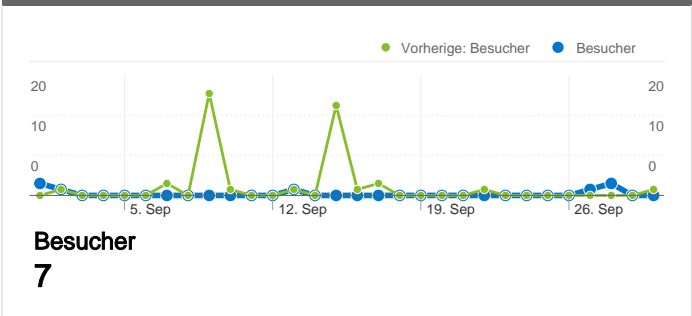 Vorherige: Besucher Besucher
20 20
10 10
0 0
5. Sep 12. Sep 19. Sep 26. Sep
Besucher
7